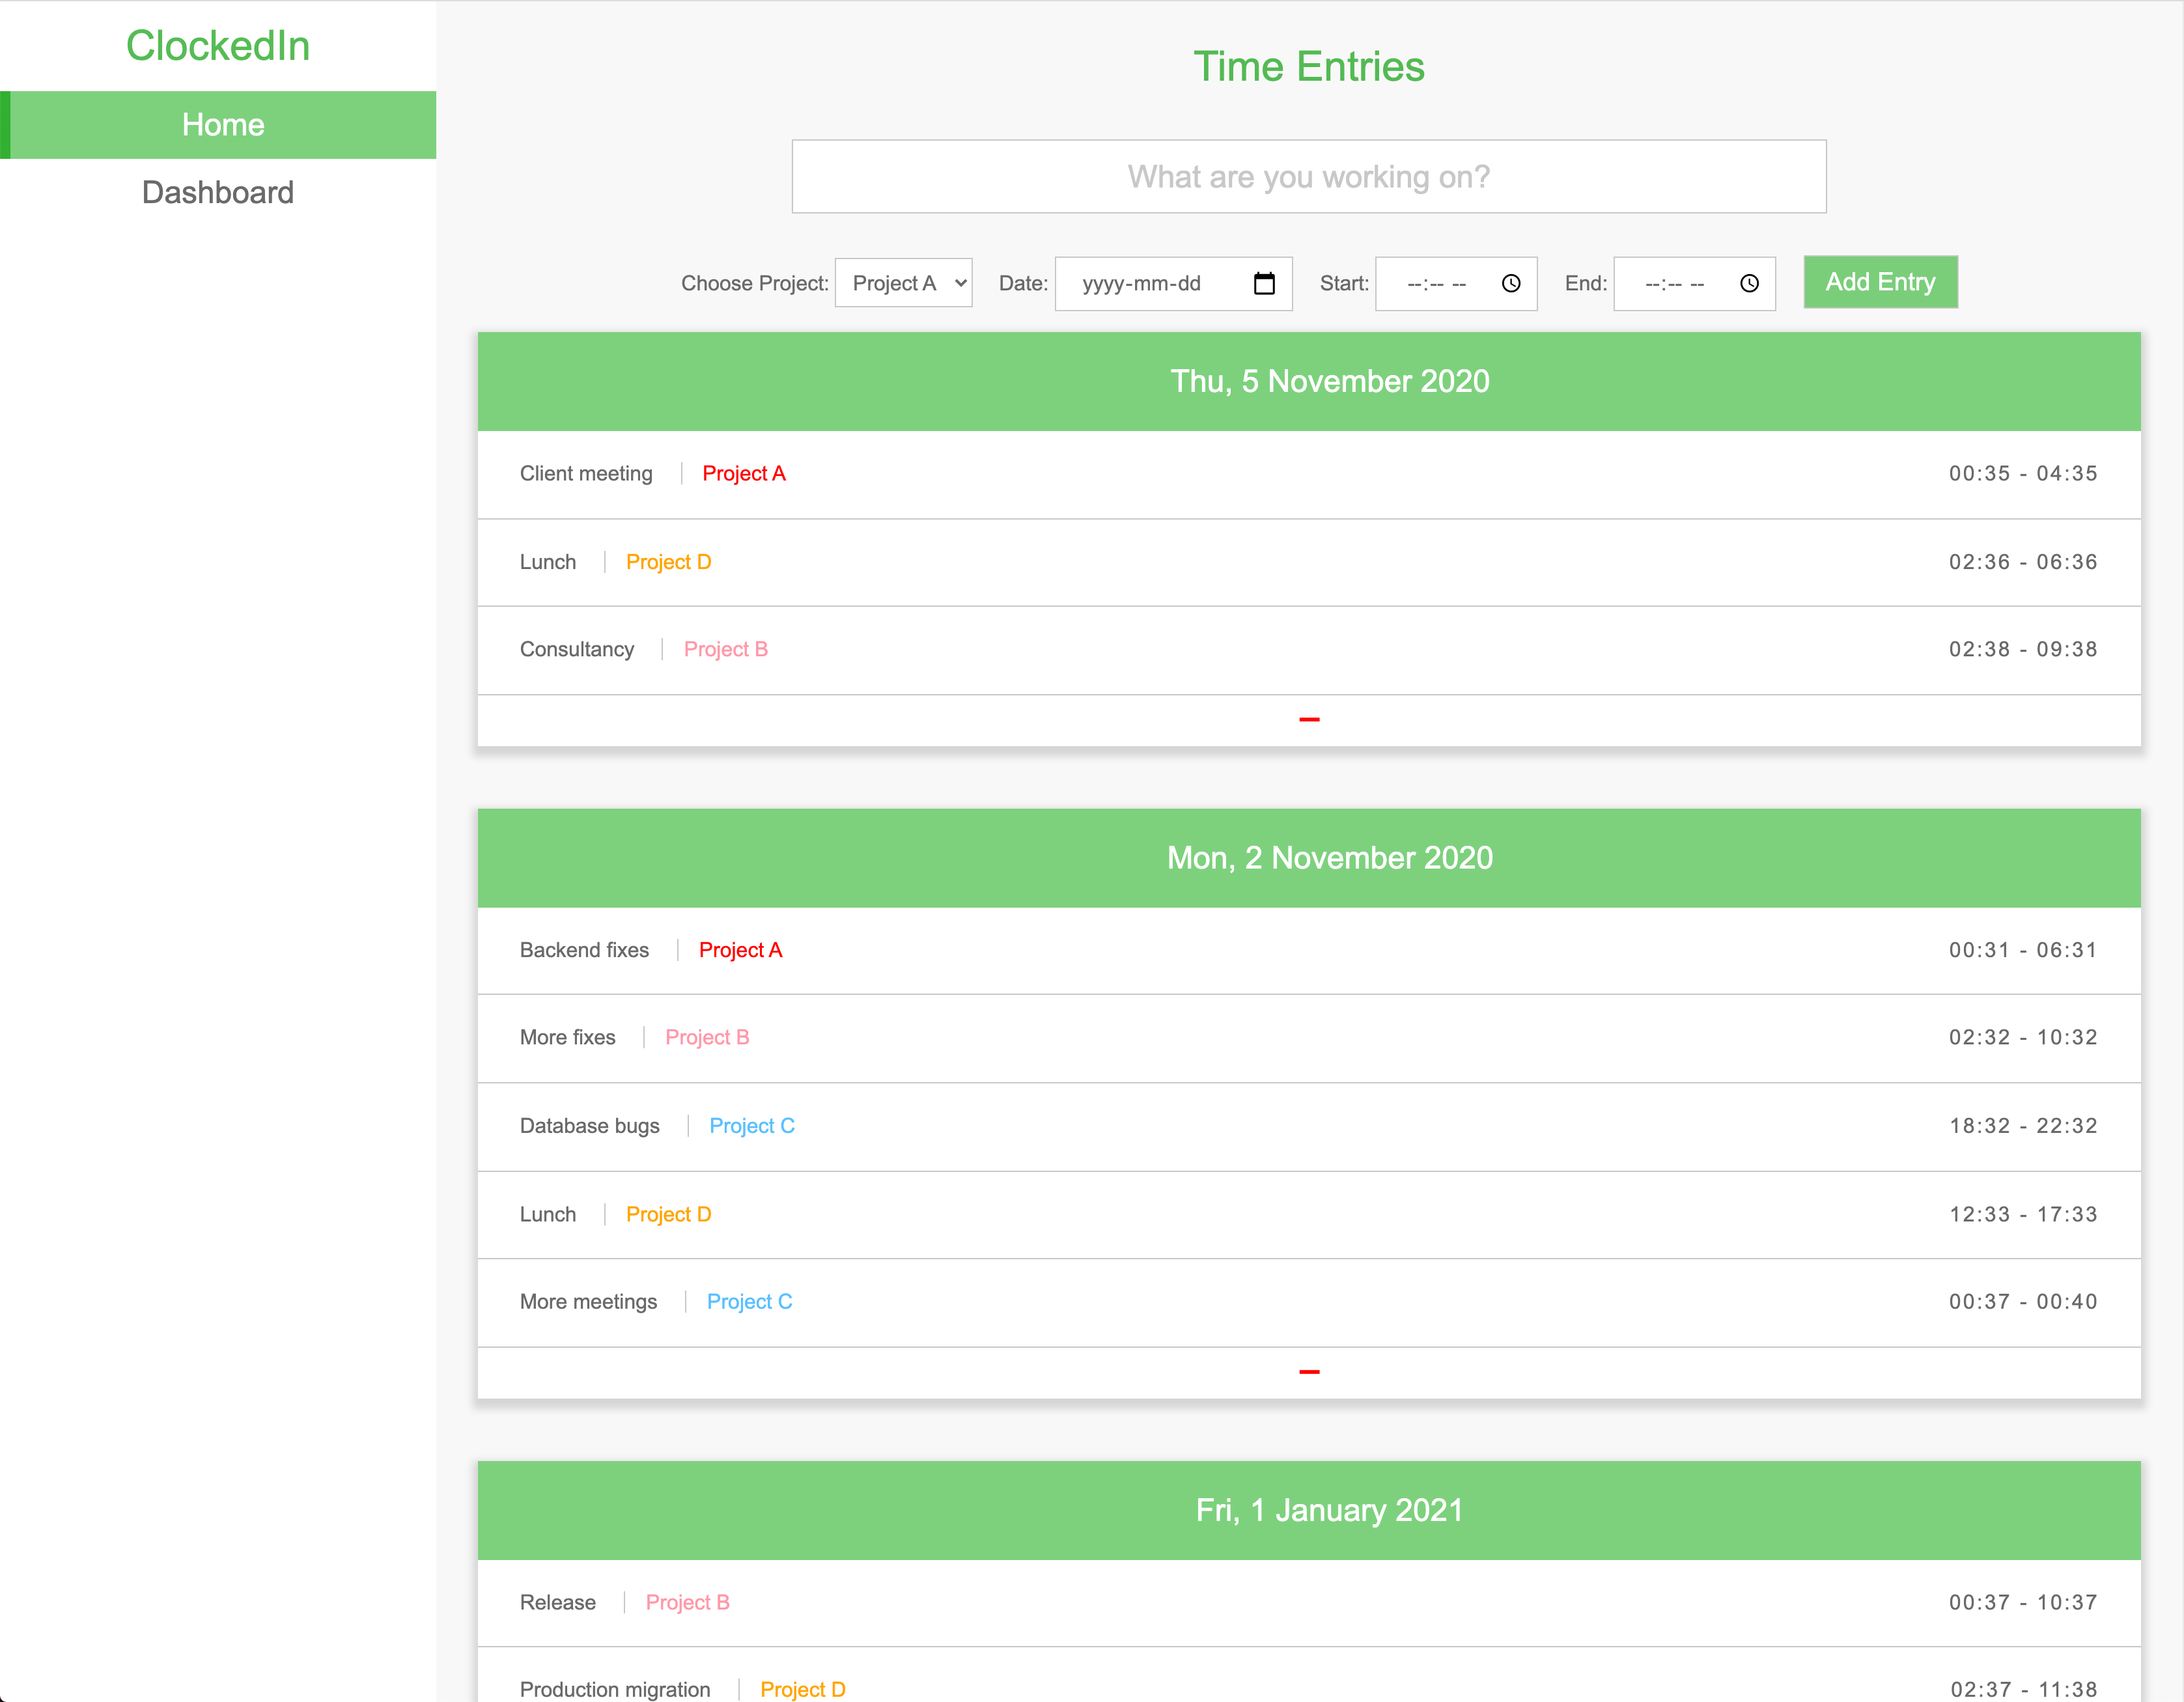 ClockedIn
Home
Dashboard
Time Entries
What are you working on?
Choose Project: Project A Date: yyyy-mm-dd Start: --:-- -- End: --:-- -- Add Entry
Thu, 5 November 2020
Client meeting Project A 00:35 - 04:35
Lunch Project D 02:36 - 06:36
Consultancy Project B 02:38 - 09:38
Mon, 2 November 2020
Backend fixes Project A 00:31 - 06:31
More fixes Project B 02:32 - 10:32
Database bugs Project C 18:32 - 22:32
Lunch Project D 12:33 - 17:33
More meetings Project C 00:37 - 00:40
Fri, 1 January 2021
Release Project B 00:37 - 10:37
Production migration Project D 02:37 - 11:38